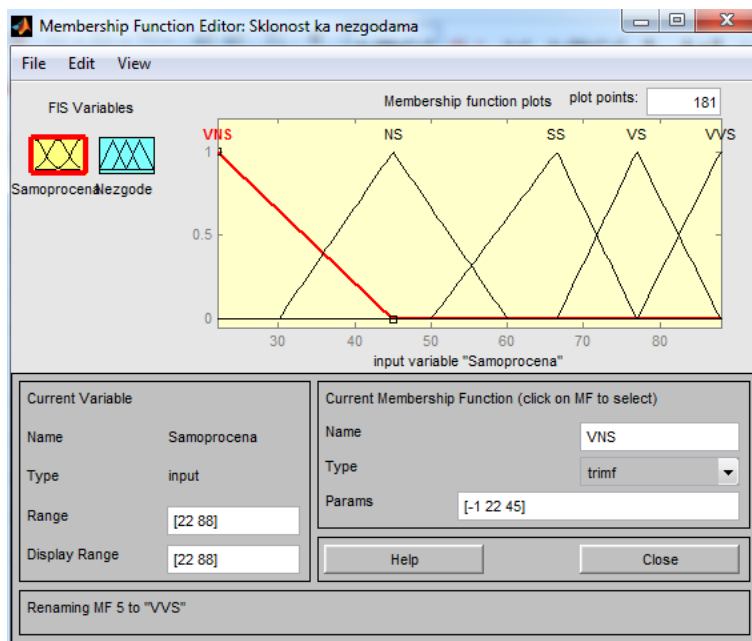 Membership Function Editor: Sklonost ka nezgodama
File Edit View
FIS Variables
Membership function plots plot points: 181
VNS NS SS VS VVS
Samoprocena Nezgode
1
0.5
0
30 40 50 60 70 80
input variable "Samoprocena"
Current Variable
Name Samoprocena
Type input
Range [22 88]
Display Range [22 88]
Current Membership Function (click on MF to select)
Name VNS
Type trimf
Params [-1 22 45]
Help Close
Renaming MF 5 to "VVS"